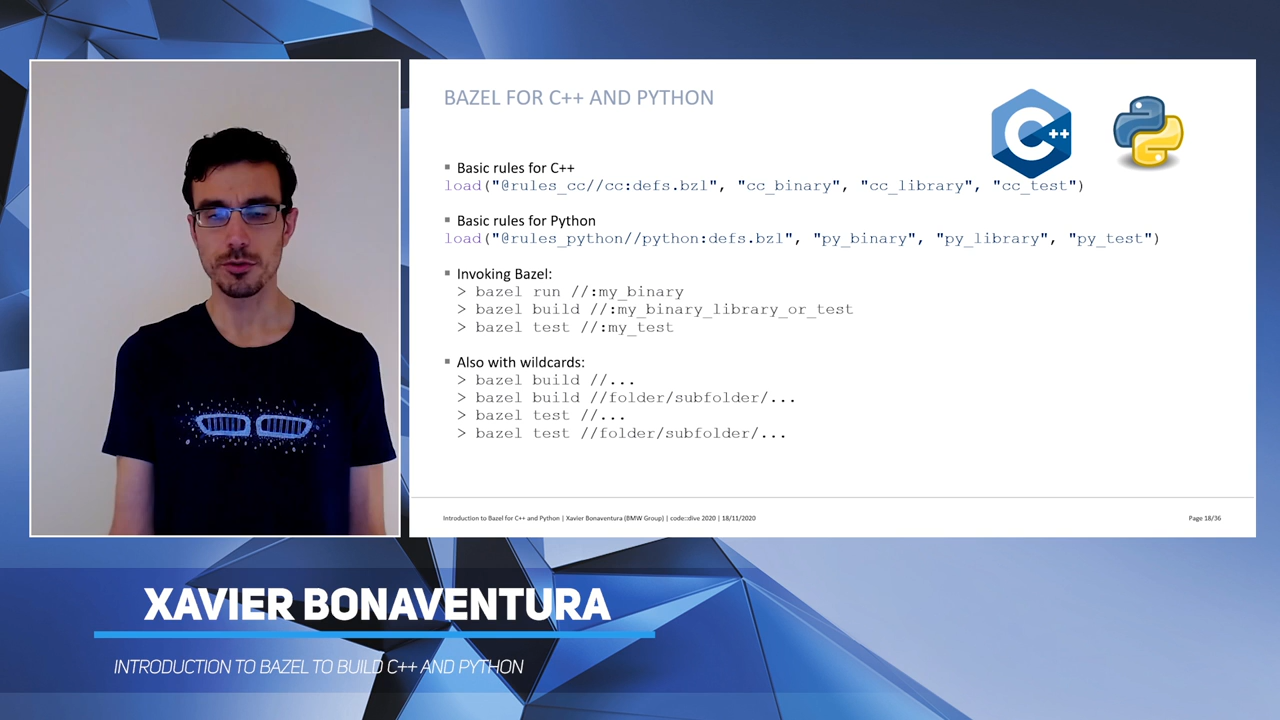 BAZEL FOR C++ AND PYTHON
C++
Basic rules for C++
load("@rules_cc//cc:defs.bzl", "cc_binary", "cc_library", "cc_test")
Basic rules for Python
load("@rules_python//python:defs.bzl", "py_binary", "py_library", "py_test")
Invoking Bazel:
> bazel run //:my_binary
> bazel build //:my_binary_library_or_test
> bazel test //:my_test
Also with wildcards:
> bazel build //...
> bazel build //folder/subfolder/...
> bazel test //...
> bazel test //folder/subfolder/...
Introduction to Bazel for C++ and Python | Xavier Bonaventura (BMW Group) | code::dive 2020 | 18/11/2020
Page 18/36
XAVIER BONAVENTURA
INTRODUCTION TO BAZEL TO BUILD C++ AND PYTHON